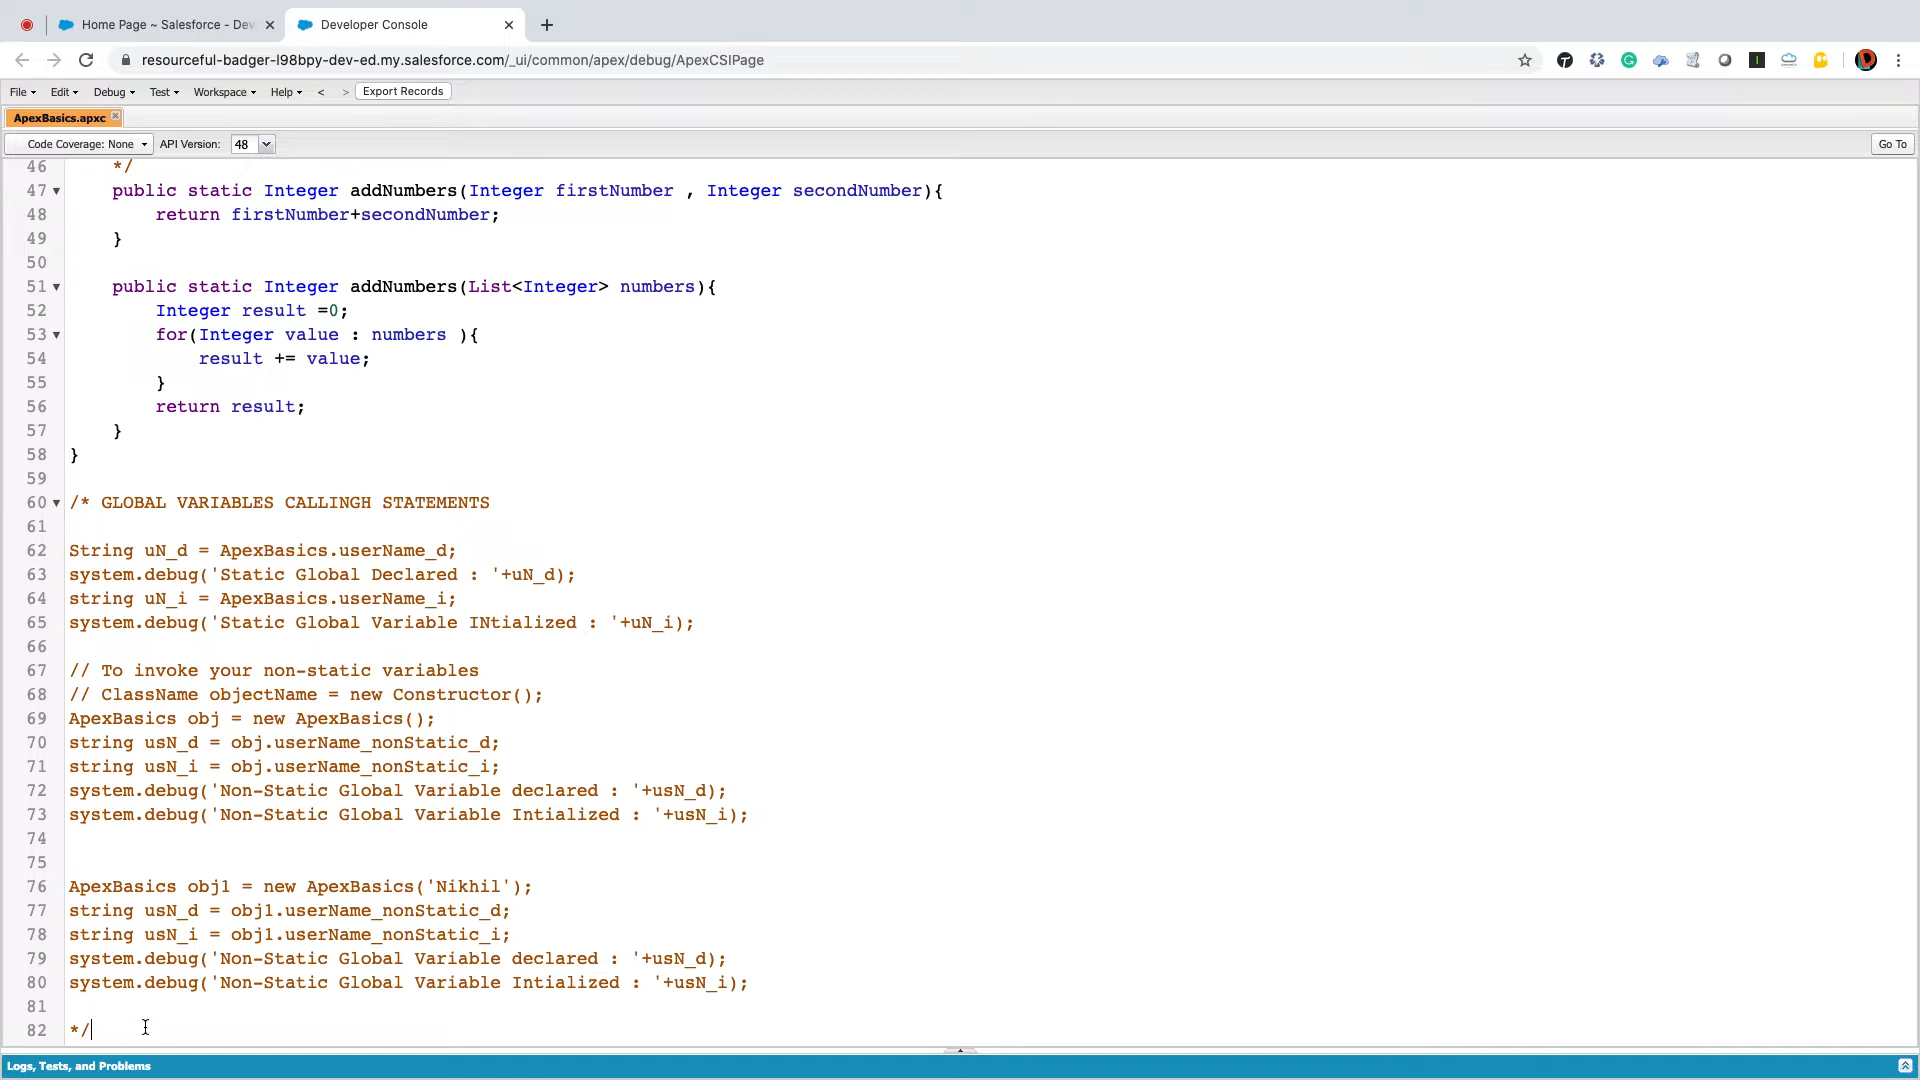 Home Page ~ Salesforce - Dev
Developer Console
resourceful-badger-l98bpy-dev-ed.my.salesforce.com/_ui/common/apex/debug/ApexCSIPage
File Edit Debug Test Workspace Help < > Export Records
ApexBasics.apxc
Code Coverage: None API Version: 48 Go To
46 */
47 public static Integer addNumbers(Integer firstNumber , Integer secondNumber){
48 return firstNumber+secondNumber;
49 }
50
51 public static Integer addNumbers(List<Integer> numbers){
52 Integer result =0;
53 for(Integer value : numbers ){
54 result += value;
55 }
56 return result;
57 }
58 }
59
60 /* GLOBAL VARIABLES CALLINGH STATEMENTS
61
62 String uN_d = ApexBasics.userName_d;
63 system.debug('Static Global Declared : '+uN_d);
64 string uN_i = ApexBasics.userName_i;
65 system.debug('Static Global Variable INtialized : '+uN_i);
66
67 // To invoke your non-static variables
68 // ClassName objectName = new Constructor();
69 ApexBasics obj = new ApexBasics();
70 string usN_d = obj.userName_nonStatic_d;
71 string usN_i = obj.userName_nonStatic_i;
72 system.debug('Non-Static Global Variable declared : '+usN_d);
73 system.debug('Non-Static Global Variable Intialized : '+usN_i);
74
75
76 ApexBasics obj1 = new ApexBasics('Nikhil');
77 string usN_d = obj1.userName_nonStatic_d;
78 string usN_i = obj1.userName_nonStatic_i;
79 system.debug('Non-Static Global Variable declared : '+usN_d);
80 system.debug('Non-Static Global Variable Intialized : '+usN_i);
81
82 */
Logs, Tests, and Problems